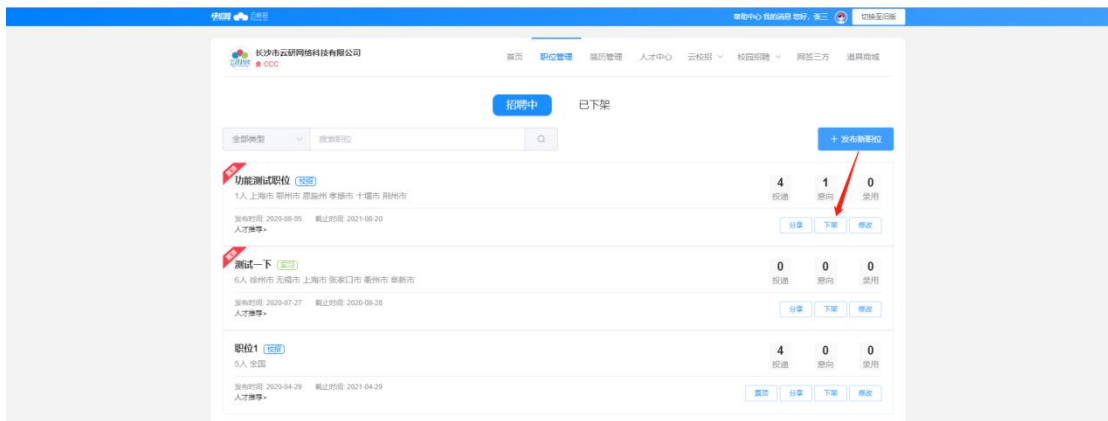 帮助中心 我的消息 您好，张三 切换至旧版
长沙市云研网络科技有限公司
CCC
首页 职位管理 简历管理 人才中心 云校招 校园招聘 网签三方 道具商城
招聘中 已下架
全部类型 搜索职位 + 发布新职位
功能测试职位 校招 4 1 0
1人 上海市 鄂州市 恩施州 孝感市 十堰市 荆州市 投递 意向 录用
发布时间: 2020-08-05 截止时间: 2021-08-20
人才推荐> 分享 下架 修改
测试一下 实习 0 0 0
6人 徐州市 无锡市 上海市 张家口市 衢州市 阜新市 投递 意向 录用
发布时间: 2020-07-27 截止时间: 2020-08-28
人才推荐> 分享 下架 修改
职位1 校招 4 0 0
5人 全国 投递 意向 录用
发布时间: 2020-04-29 截止时间: 2021-04-29
人才推荐> 置顶 分享 下架 修改